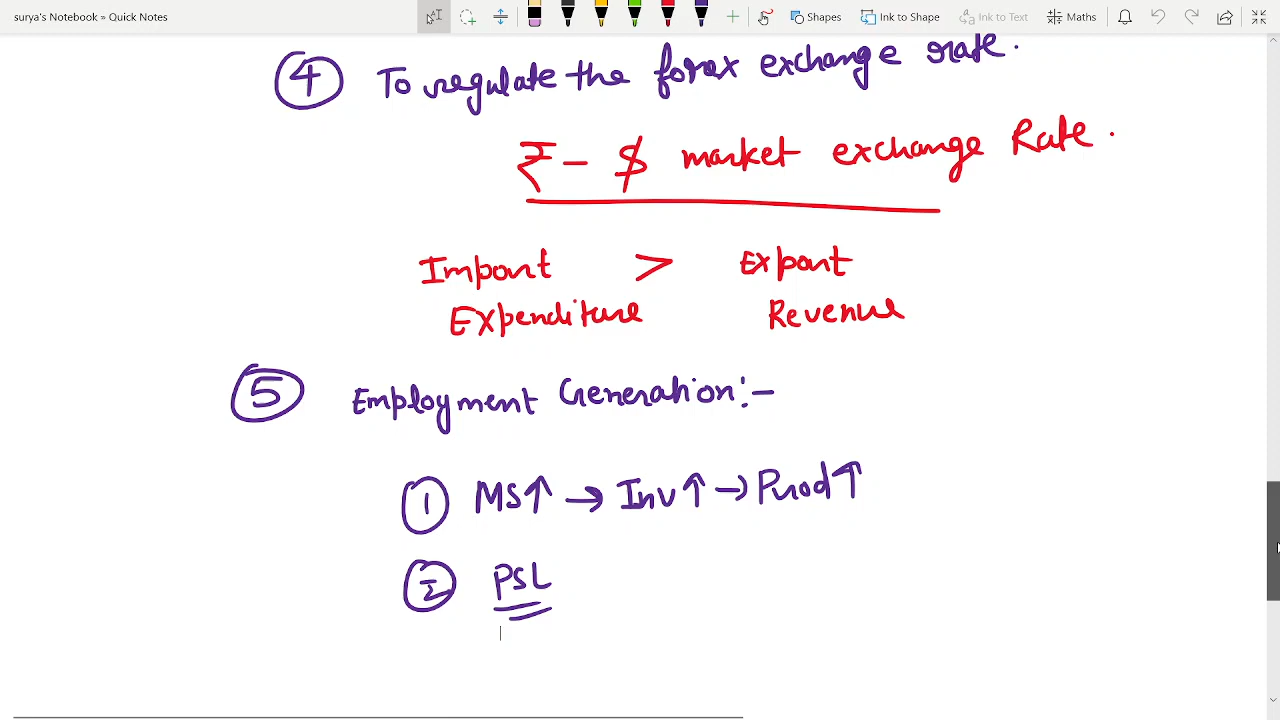 surya's Notebook » Quick Notes
Shapes Ink to Shape Ink to Text Maths
④ To regulate the forex exchange rate.
₹ - $ market exchange Rate.
Import > Export
Expenditure Revenue
⑤ Employment Generation:-
① MS↑ → Inv↑ → Prod↑
② PSL